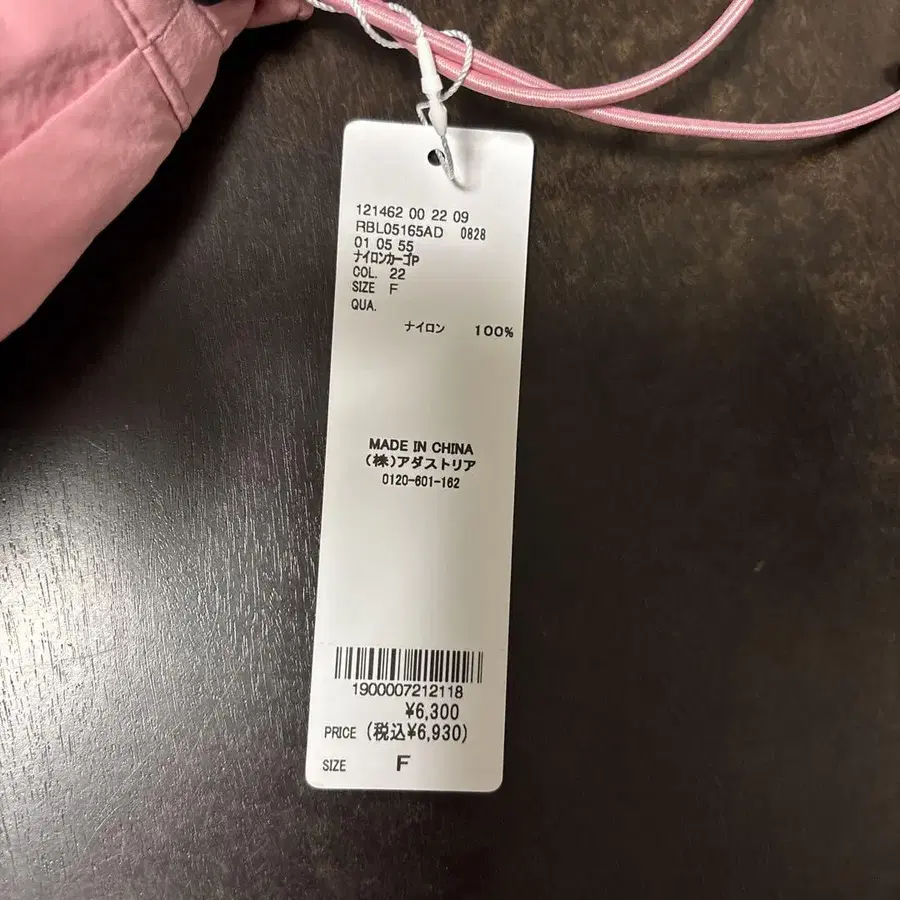 121462 00 22 09
RBL05165AD 0828
01 05 55
ナイロンカーゴP
COL. 22
SIZE F
QUA.
ナイロン 100%
MADE IN CHINA
(株)アダストリア
0120-601-162
1900007212118
¥6,300
PRICE (税込¥6,930)
SIZE F